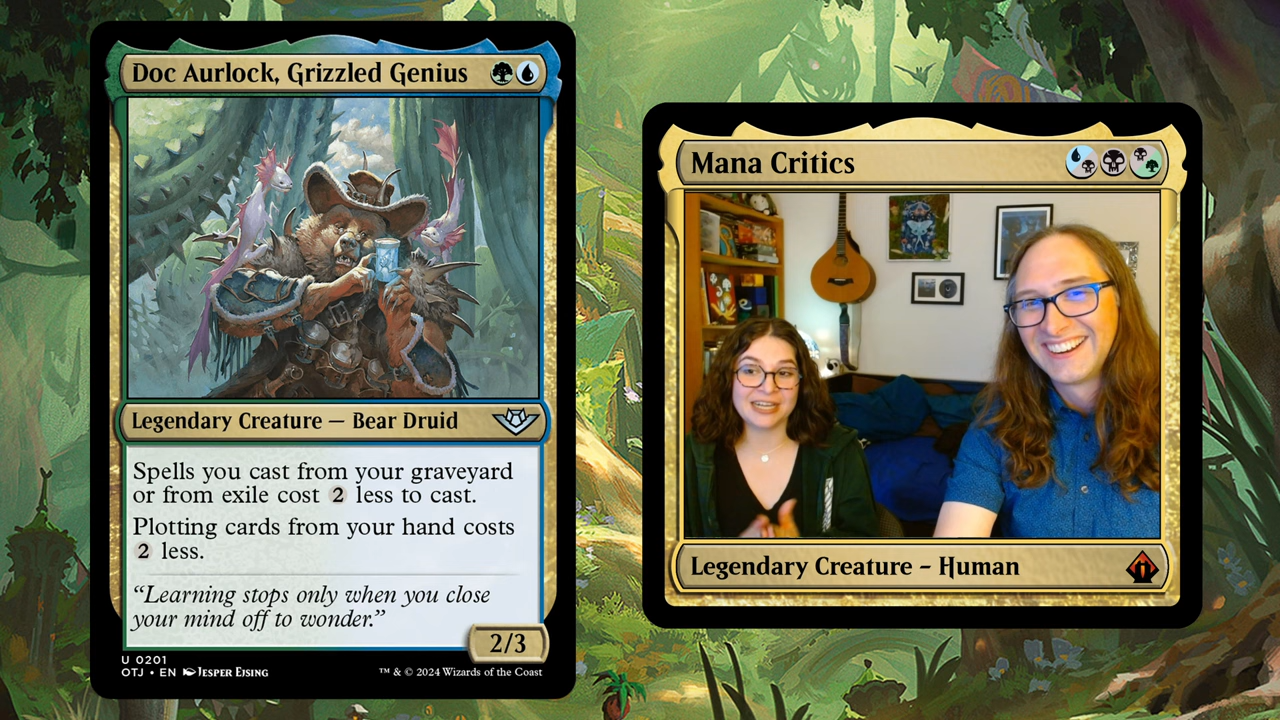 Doc Aurlock, Grizzled Genius
Legendary Creature — Bear Druid
Spells you cast from your graveyard
or from exile cost 2 less to cast.
Plotting cards from your hand costs
2 less.
“Learning stops only when you close
your mind off to wonder.”
2/3
U 0201
OTJ • EN Jesper Ejsing
™ & © 2024 Wizards of the Coast
Mana Critics
Legendary Creature – Human